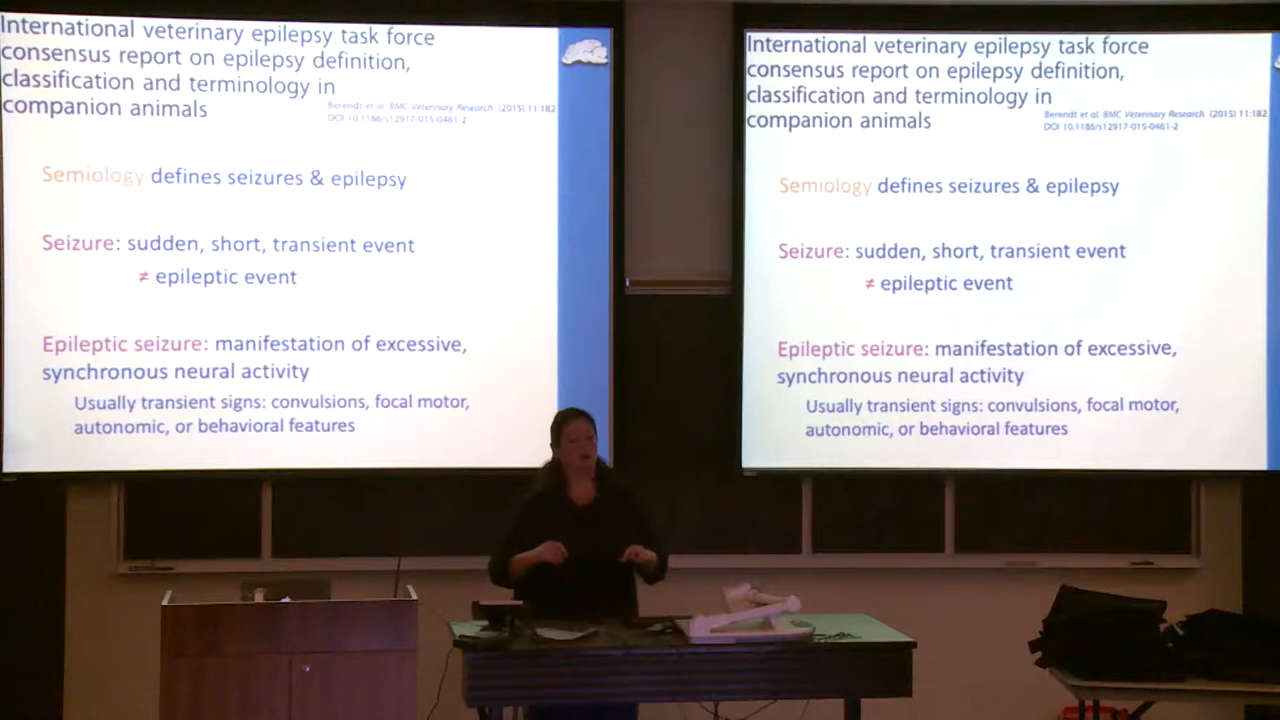 International veterinary epilepsy task force
consensus report on epilepsy definition,
classification and terminology in
companion animals
Berendt et al. BMC Veterinary Research (2015) 11:182
DOI 10.1186/s12917-015-0461-2
Semiology defines seizures & epilepsy
Seizure: sudden, short, transient event
≠ epileptic event
Epileptic seizure: manifestation of excessive,
synchronous neural activity
Usually transient signs: convulsions, focal motor,
autonomic, or behavioral features
International veterinary epilepsy task force
consensus report on epilepsy definition,
classification and terminology in
companion animals
Berendt et al. BMC Veterinary Research (2015) 11:182
DOI 10.1186/s12917-015-0461-2
Semiology defines seizures & epilepsy
Seizure: sudden, short, transient event
≠ epileptic event
Epileptic seizure: manifestation of excessive,
synchronous neural activity
Usually transient signs: convulsions, focal motor,
autonomic, or behavioral features